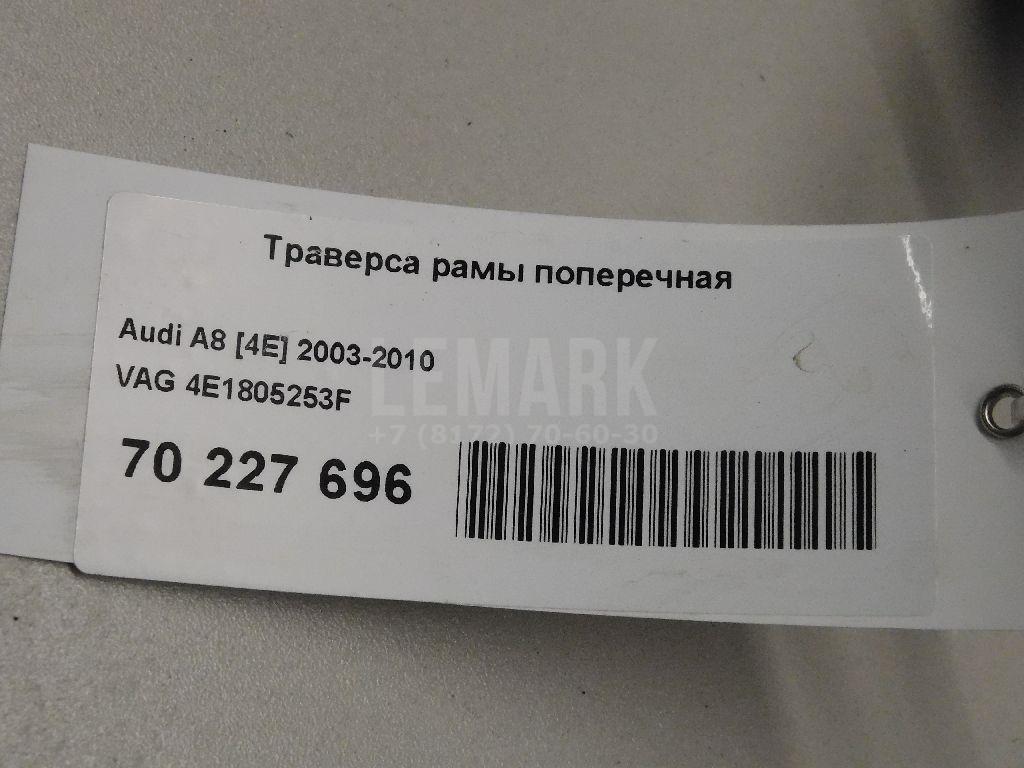 Траверса рамы поперечная
Audi A8 [4E] 2003-2010
VAG 4E1805253F
LEMARK
+7 (8172) 70-60-30
70 227 696